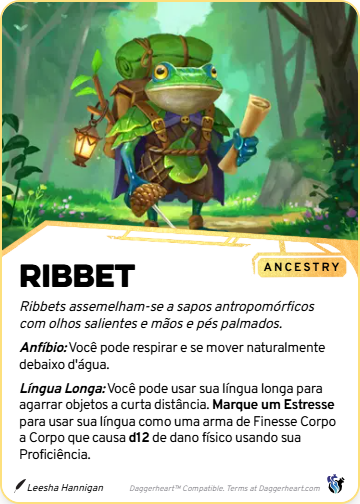 RIBBET
ANCESTRY
Ribbets assemelham-se a sapos antropomórficos
com olhos salientes e mãos e pés palmados.
Anfíbio: Você pode respirar e se mover naturalmente
debaixo d'água.
Língua Longa: Você pode usar sua língua longa para
agarrar objetos a curta distância. Marque um Estresse
para usar sua língua como uma arma de Finesse Corpo
a Corpo que causa d12 de dano físico usando sua
Proficiência.
Leesha Hannigan
Daggerheart™ Compatible. Terms at Daggerheart.com